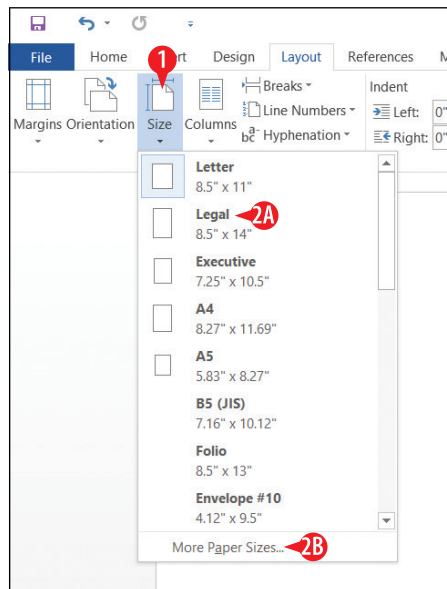 File Home Insert Design Layout References M
1
Margins Orientation Size Columns
Breaks
Line Numbers
Hyphenation
Indent
Left: 0"
Right: 0"
Letter
8.5" x 11"
Legal 2A
8.5" x 14"
Executive
7.25" x 10.5"
A4
8.27" x 11.69"
A5
5.83" x 8.27"
B5 (JIS)
7.16" x 10.12"
Folio
8.5" x 13"
Envelope #10
4.12" x 9.5"
More Paper Sizes... 2B